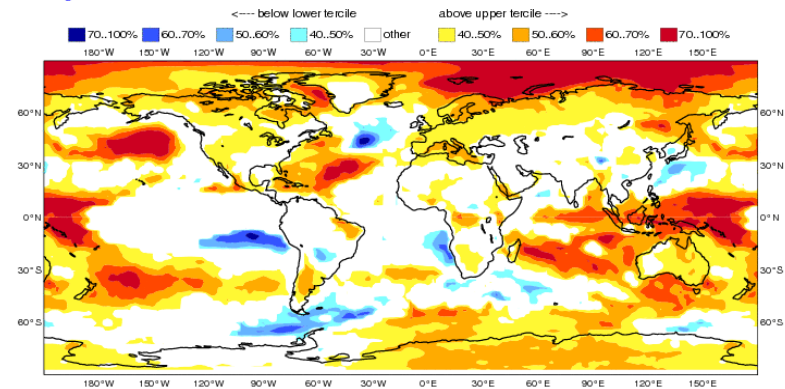 <---- below lower tercile above upper tercile ---->
70..100% 60..70% 50..60% 40..50% other 40..50% 50..60% 60..70% 70..100%
180°W 150°W 120°W 90°W 60°W 30°W 0°E 30°E 60°E 90°E 120°E 150°E
60°N 60°N
30°N 30°N
0°N 0°N
30°S 30°S
60°S 60°S
180°W 150°W 120°W 90°W 60°W 30°W 0°E 30°E 60°E 90°E 120°E 150°E